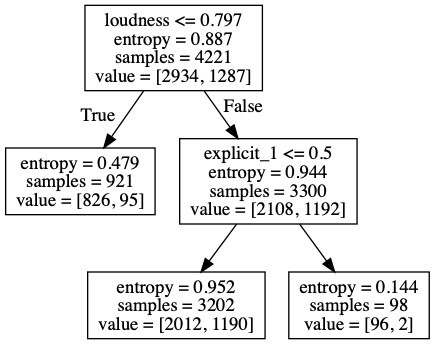 loudness <= 0.797
entropy = 0.887
samples = 4221
value = [2934, 1287]
True
False
entropy = 0.479
samples = 921
value = [826, 95]
explicit_1 <= 0.5
entropy = 0.944
samples = 3300
value = [2108, 1192]
entropy = 0.952
samples = 3202
value = [2012, 1190]
entropy = 0.144
samples = 98
value = [96, 2]